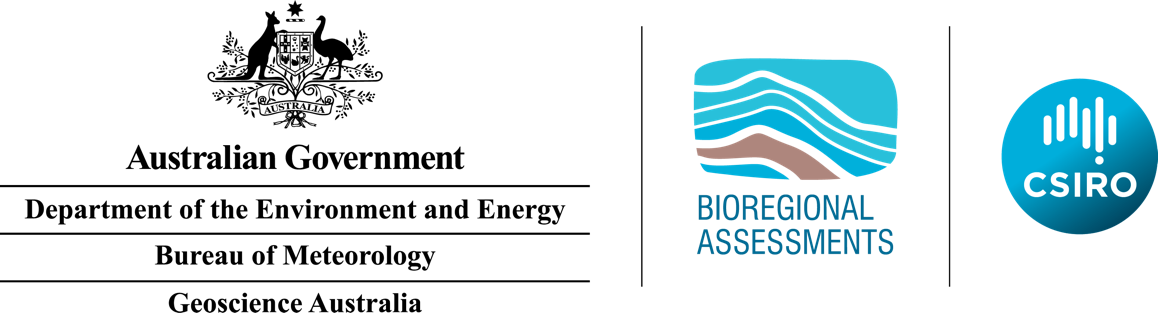 AUSTRALIA
Australian Government
Department of the Environment and Energy
Bureau of Meteorology
Geoscience Australia
BIOREGIONAL
ASSESSMENTS
CSIRO